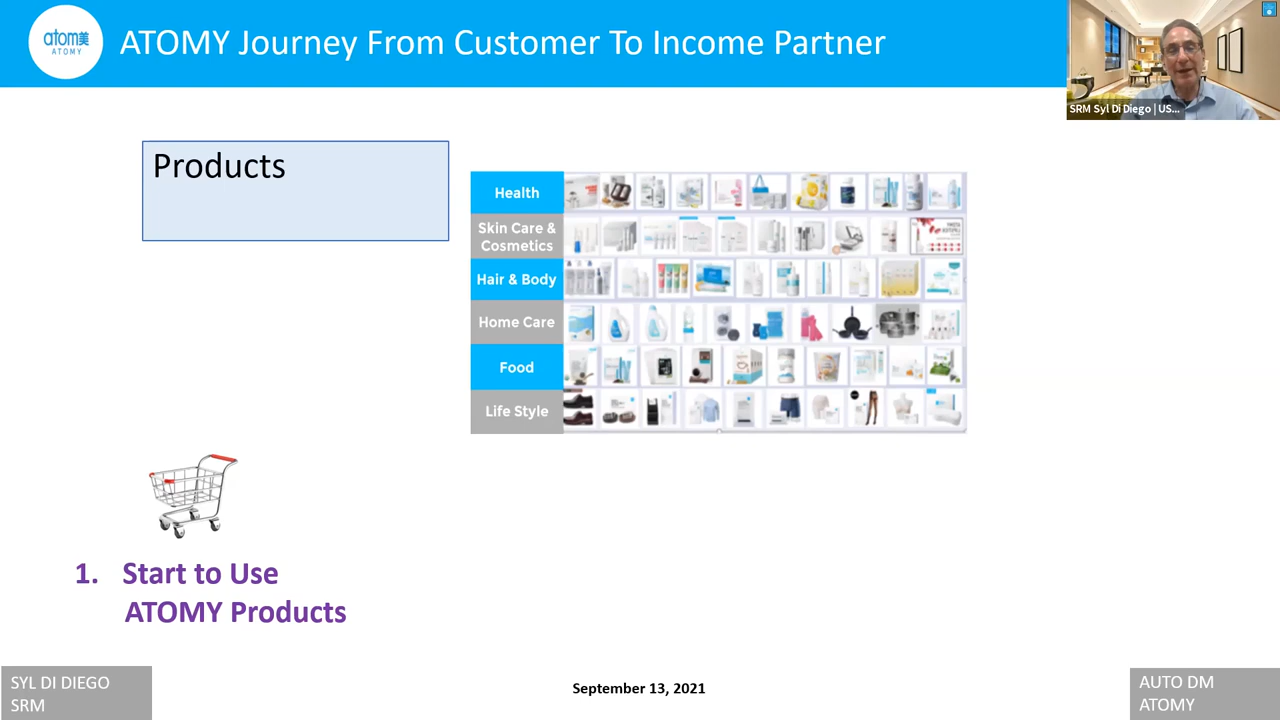 atom美
ATOMY
ATOMY Journey From Customer To Income Partner
SRM Syl Di Diego | US...
Products
Health
Skin Care &
Cosmetics
Hair & Body
Home Care
Food
Life Style
1. Start to Use
ATOMY Products
SYL DI DIEGO
SRM
September 13, 2021
AUTO DM
ATOMY